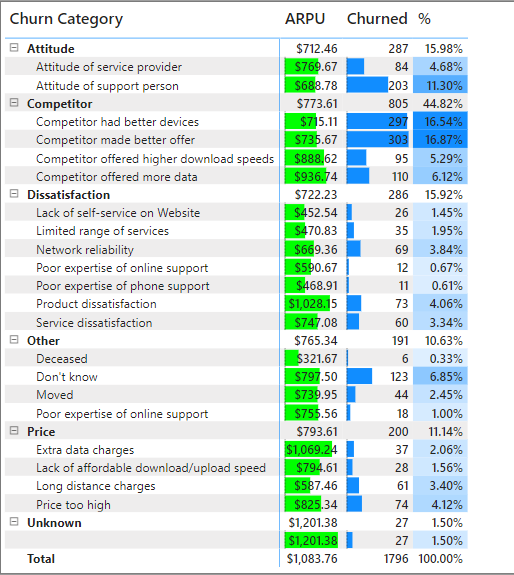 Churn Category ARPU Churned %
Attitude $712.46 287 15.98%
Attitude of service provider $769.67 84 4.68%
Attitude of support person $688.78 203 11.30%
Competitor $773.61 805 44.82%
Competitor had better devices $715.11 297 16.54%
Competitor made better offer $735.67 303 16.87%
Competitor offered higher download speeds $888.62 95 5.29%
Competitor offered more data $936.74 110 6.12%
Dissatisfaction $722.23 286 15.92%
Lack of self-service on Website $452.54 26 1.45%
Limited range of services $470.83 35 1.95%
Network reliability $669.36 69 3.84%
Poor expertise of online support $590.67 12 0.67%
Poor expertise of phone support $468.91 11 0.61%
Product dissatisfaction $1,028.15 73 4.06%
Service dissatisfaction $747.08 60 3.34%
Other $765.34 191 10.63%
Deceased $321.67 6 0.33%
Don't know $797.50 123 6.85%
Moved $739.95 44 2.45%
Poor expertise of online support $755.56 18 1.00%
Price $793.61 200 11.14%
Extra data charges $1,069.24 37 2.06%
Lack of affordable download/upload speed $794.61 28 1.56%
Long distance charges $587.46 61 3.40%
Price too high $825.34 74 4.12%
Unknown $1,201.38 27 1.50%
$1,201.38 27 1.50%
Total $1,083.76 1796 100.00%